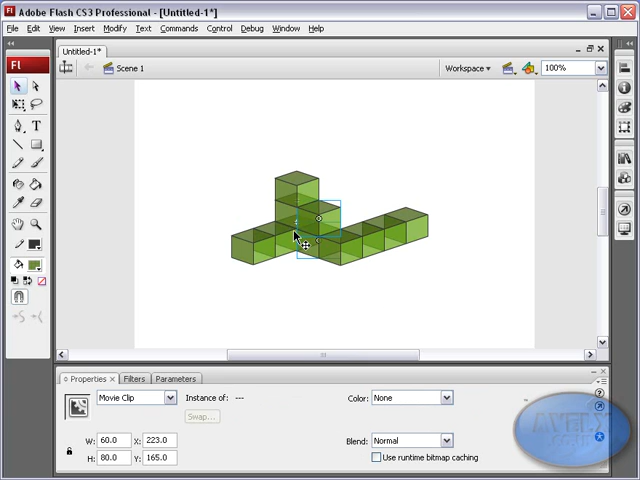 Fl Adobe Flash CS3 Professional - [Untitled-1*]
File Edit View Insert Modify Text Commands Control Debug Window Help
Untitled-1*
Scene 1 Workspace 100%
Fl
T
Properties × Filters Parameters
Movie Clip Instance of: --- Color: None
Swap...
W: 60.0 X: 223.0 Blend: Normal
H: 80.0 Y: 165.0 Use runtime bitmap caching